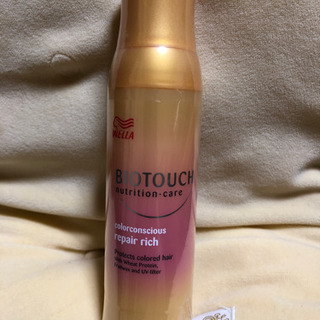 WELLA
BIOTOUCH
nutrition·care
colorconscious
repair rich
Protects colored hair
with Wheat Protein,
and UV-filter